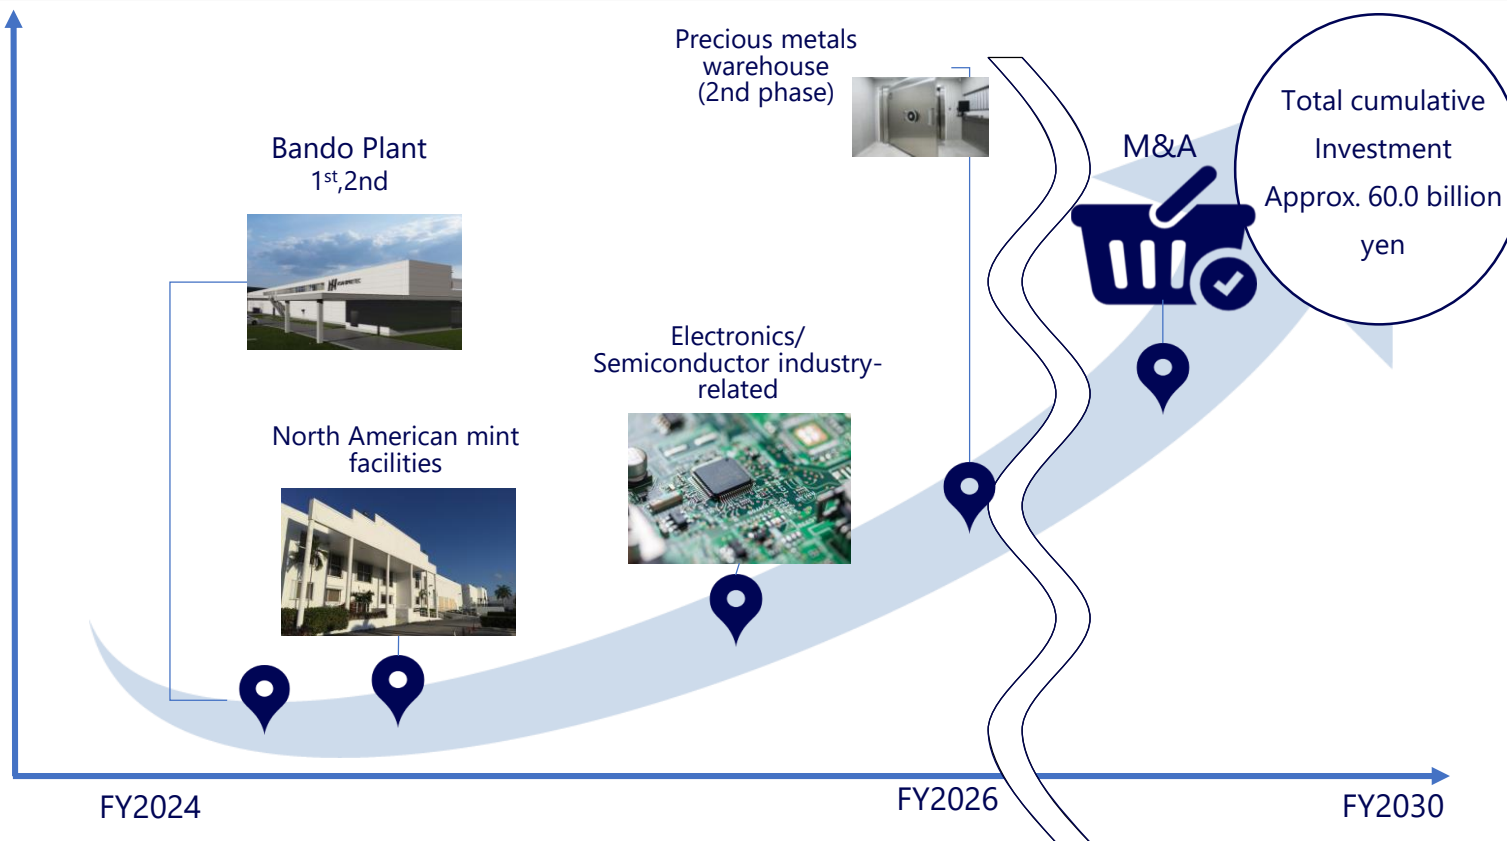 Precious metals
warehouse
(2nd phase)
Bando Plant
1st,2nd
M&A
Total cumulative
Investment
Approx. 60.0 billion
yen
Electronics/
Semiconductor industry-
related
North American mint
facilities
FY2024
FY2026
FY2030